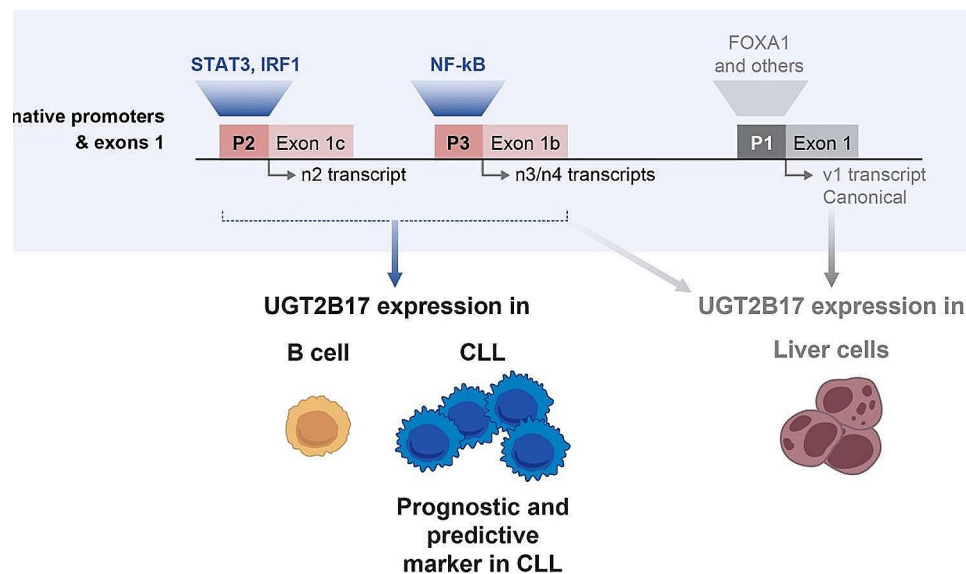 STAT3, IRF1
NF-kB
FOXA1
and others
native promoters
& exons 1
P2
Exon 1c
P3
Exon 1b
P1
Exon 1
n2 transcript
n3/n4 transcripts
v1 transcript
Canonical
UGT2B17 expression in
UGT2B17 expression in
B cell
CLL
Liver cells
Prognostic and
predictive
marker in CLL